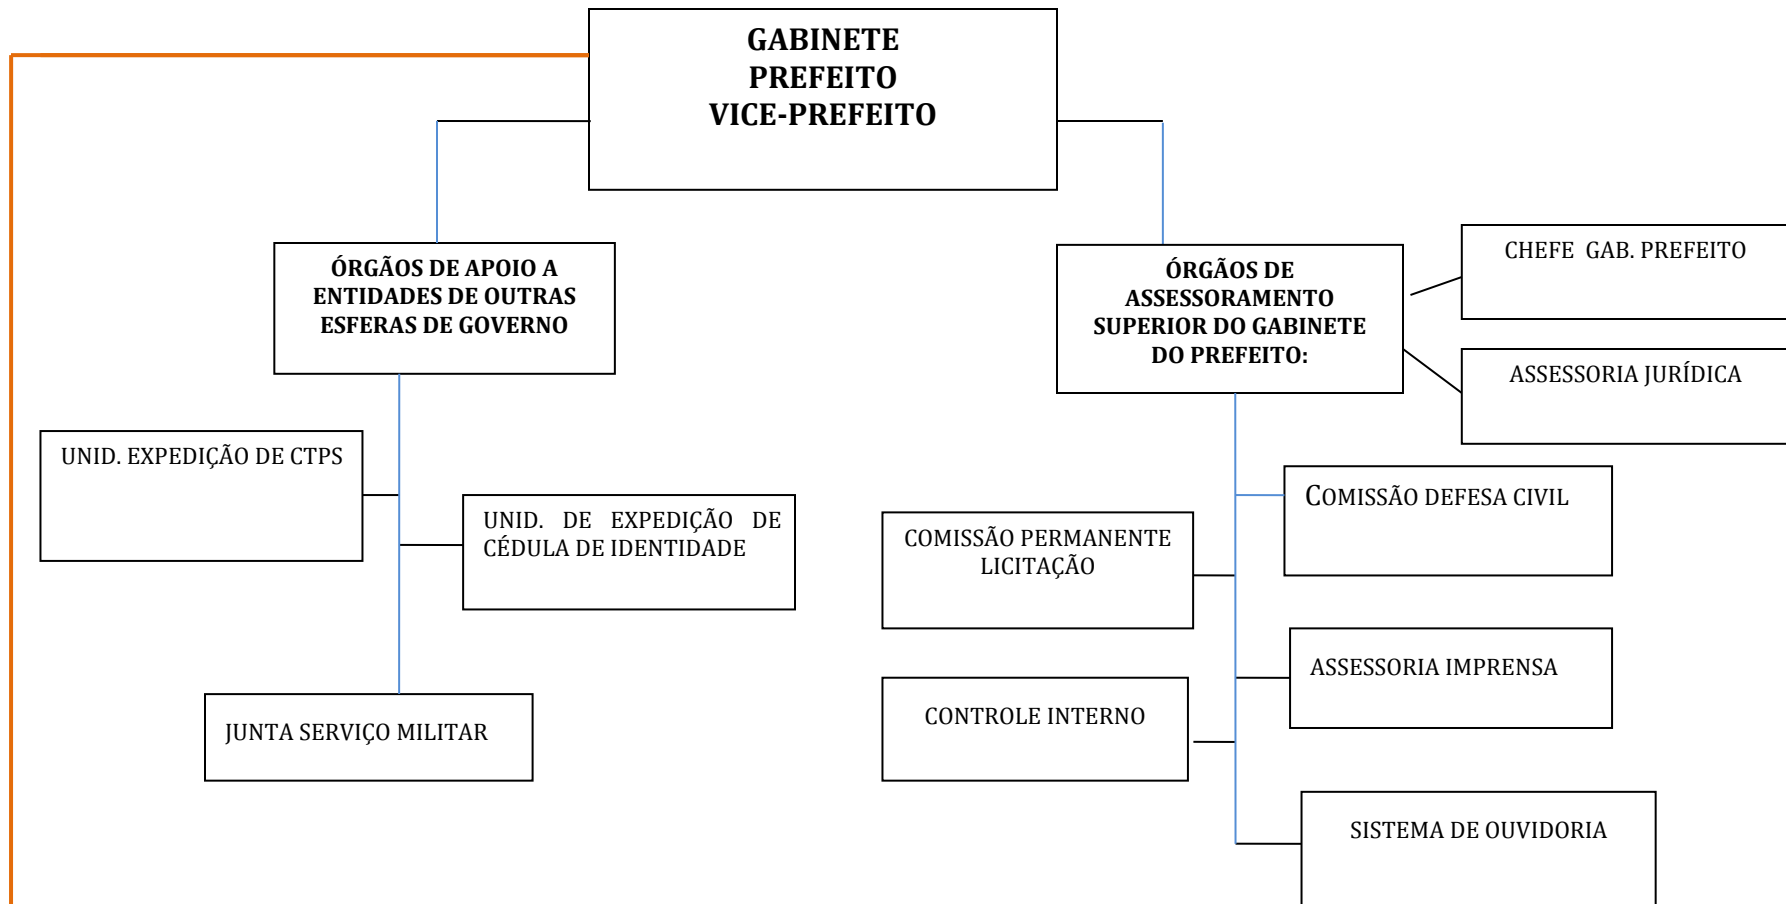 GABINETE
PREFEITO
VICE-PREFEITO
ÓRGÃOS DE APOIO A
ENTIDADES DE OUTRAS
ESFERAS DE GOVERNO
UNID. EXPEDIÇÃO DE CTPS
UNID. DE EXPEDIÇÃO DE
CÉDULA DE IDENTIDADE
JUNTA SERVIÇO MILITAR
ÓRGÃOS DE
ASSESSORAMENTO
SUPERIOR DO GABINETE
DO PREFEITO:
CHEFE GAB. PREFEITO
ASSESSORIA JURÍDICA
COMISSÃO DEFESA CIVIL
COMISSÃO PERMANENTE
LICITAÇÃO
ASSESSORIA IMPRENSA
CONTROLE INTERNO
SISTEMA DE OUVIDORIA